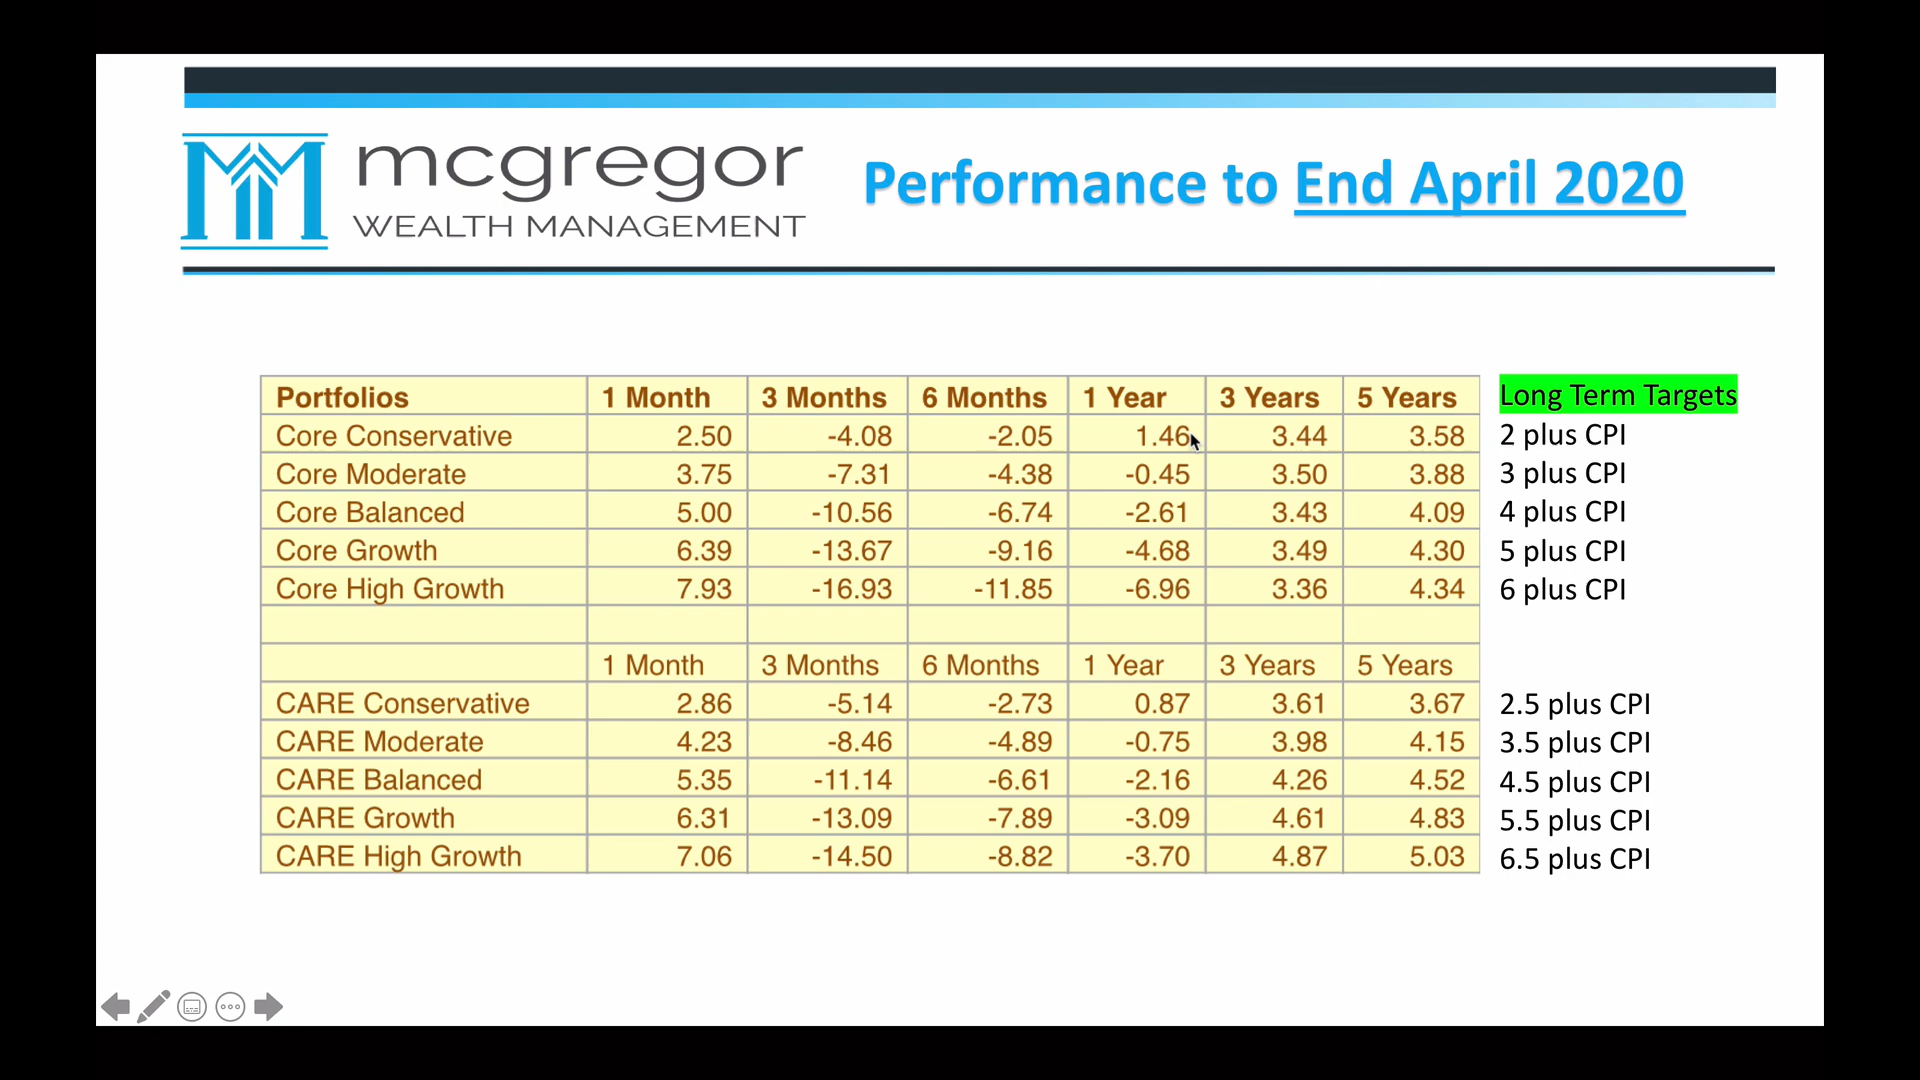 mcgregor
WEALTH MANAGEMENT
Performance to End April 2020
Portfolios 1 Month 3 Months 6 Months 1 Year 3 Years 5 Years Long Term Targets
Core Conservative 2.50 -4.08 -2.05 1.46 3.44 3.58 2 plus CPI
Core Moderate 3.75 -7.31 -4.38 -0.45 3.50 3.88 3 plus CPI
Core Balanced 5.00 -10.56 -6.74 -2.61 3.43 4.09 4 plus CPI
Core Growth 6.39 -13.67 -9.16 -4.68 3.49 4.30 5 plus CPI
Core High Growth 7.93 -16.93 -11.85 -6.96 3.36 4.34 6 plus CPI
1 Month 3 Months 6 Months 1 Year 3 Years 5 Years
CARE Conservative 2.86 -5.14 -2.73 0.87 3.61 3.67 2.5 plus CPI
CARE Moderate 4.23 -8.46 -4.89 -0.75 3.98 4.15 3.5 plus CPI
CARE Balanced 5.35 -11.14 -6.61 -2.16 4.26 4.52 4.5 plus CPI
CARE Growth 6.31 -13.09 -7.89 -3.09 4.61 4.83 5.5 plus CPI
CARE High Growth 7.06 -14.50 -8.82 -3.70 4.87 5.03 6.5 plus CPI